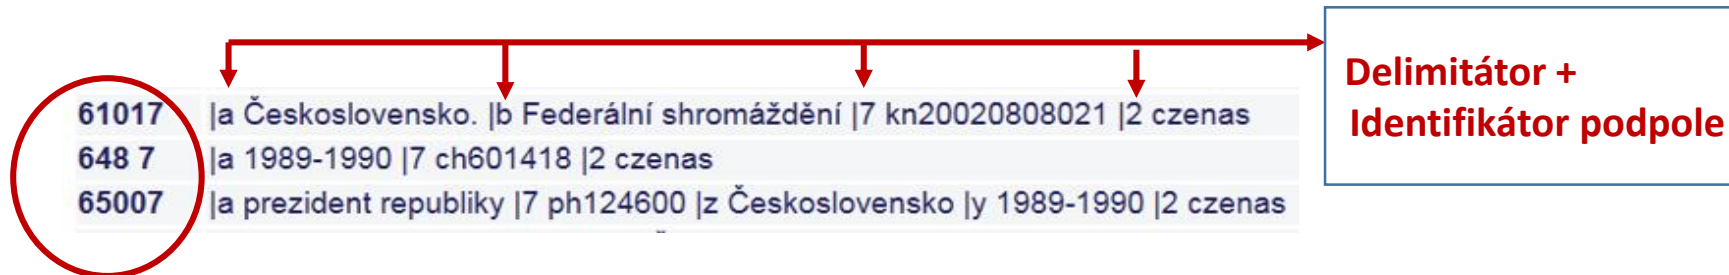 Delimitátor +
Identifikátor podpole
61017 |a Československo. |b Federální shromáždění |7 kn20020808021 |2 czenas
648 7 |a 1989-1990 |7 ch601418 |2 czenas
65007 |a prezident republiky |7 ph124600 |z Československo |y 1989-1990 |2 czenas